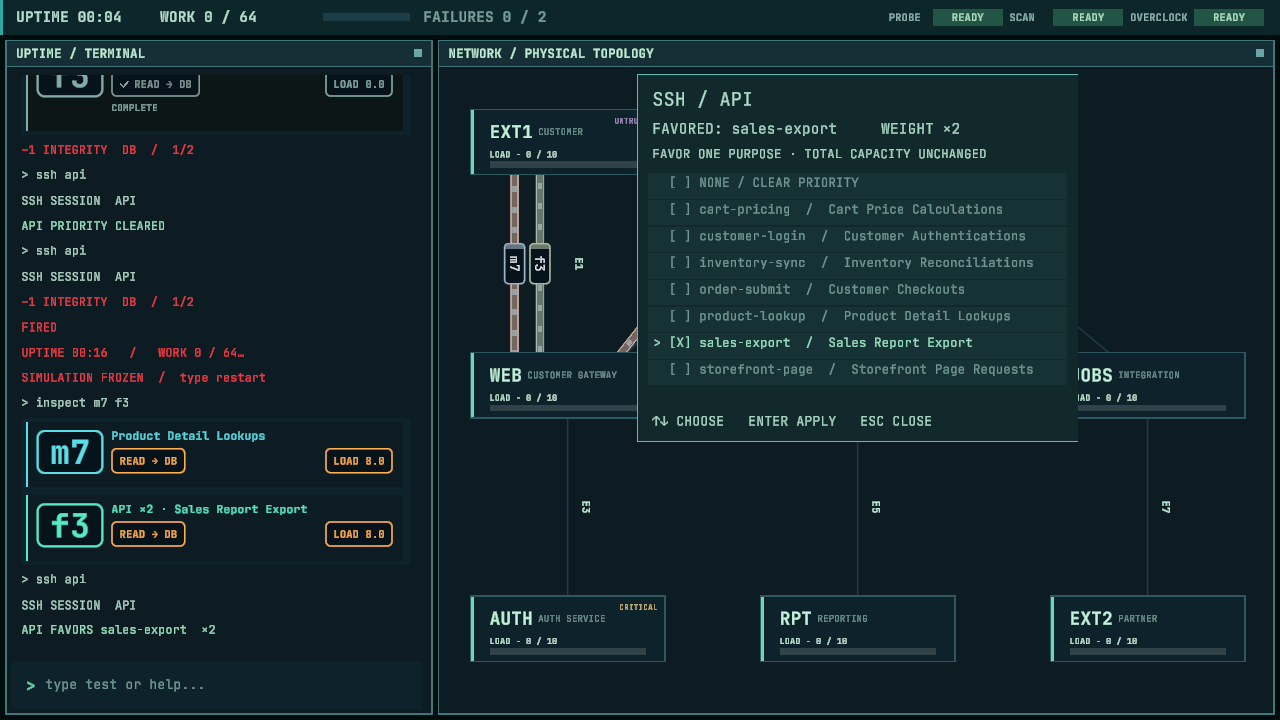 UPTIME 00:04 WORK 0 / 64 FAILURES 0 / 2 PROBE READY SCAN READY OVERCLOCK READY
UPTIME / TERMINAL
f3 ✓ READ → DB LOAD 0.0
COMPLETE
-1 INTEGRITY DB / 1/2
> ssh api
SSH SESSION API
API PRIORITY CLEARED
> ssh api
SSH SESSION API
-1 INTEGRITY DB / 1/2
FIRED
UPTIME 00:16 / WORK 0 / 64…
SIMULATION FROZEN / type restart
> inspect m7 f3
m7 Product Detail Lookups
READ → DB LOAD 8.0
f3 API ×2 · Sales Report Export
READ → DB LOAD 8.0
> ssh api
SSH SESSION API
API FAVORS sales-export ×2
> type test or help...
NETWORK / PHYSICAL TOPOLOGY
EXT1 CUSTOMER
LOAD - 0 / 10
m7 f3 E1
WEB CUSTOMER GATEWAY
LOAD - 0 / 10
SSH / API
FAVORED: sales-export WEIGHT ×2
FAVOR ONE PURPOSE · TOTAL CAPACITY UNCHANGED
[ ] NONE / CLEAR PRIORITY
[ ] cart-pricing / Cart Price Calculations
[ ] customer-login / Customer Authentications
[ ] inventory-sync / Inventory Reconciliations
[ ] order-submit / Customer Checkouts
[ ] product-lookup / Product Detail Lookups
> [X] sales-export / Sales Report Export
[ ] storefront-page / Storefront Page Requests
↑↓ CHOOSE ENTER APPLY ESC CLOSE
JOBS INTEGRATION
LOAD - 0 / 10
E3 E5 E7
AUTH AUTH SERVICE CRITICAL
LOAD - 0 / 10
RPT REPORTING
LOAD - 0 / 10
EXT2 PARTNER
LOAD - 0 / 10